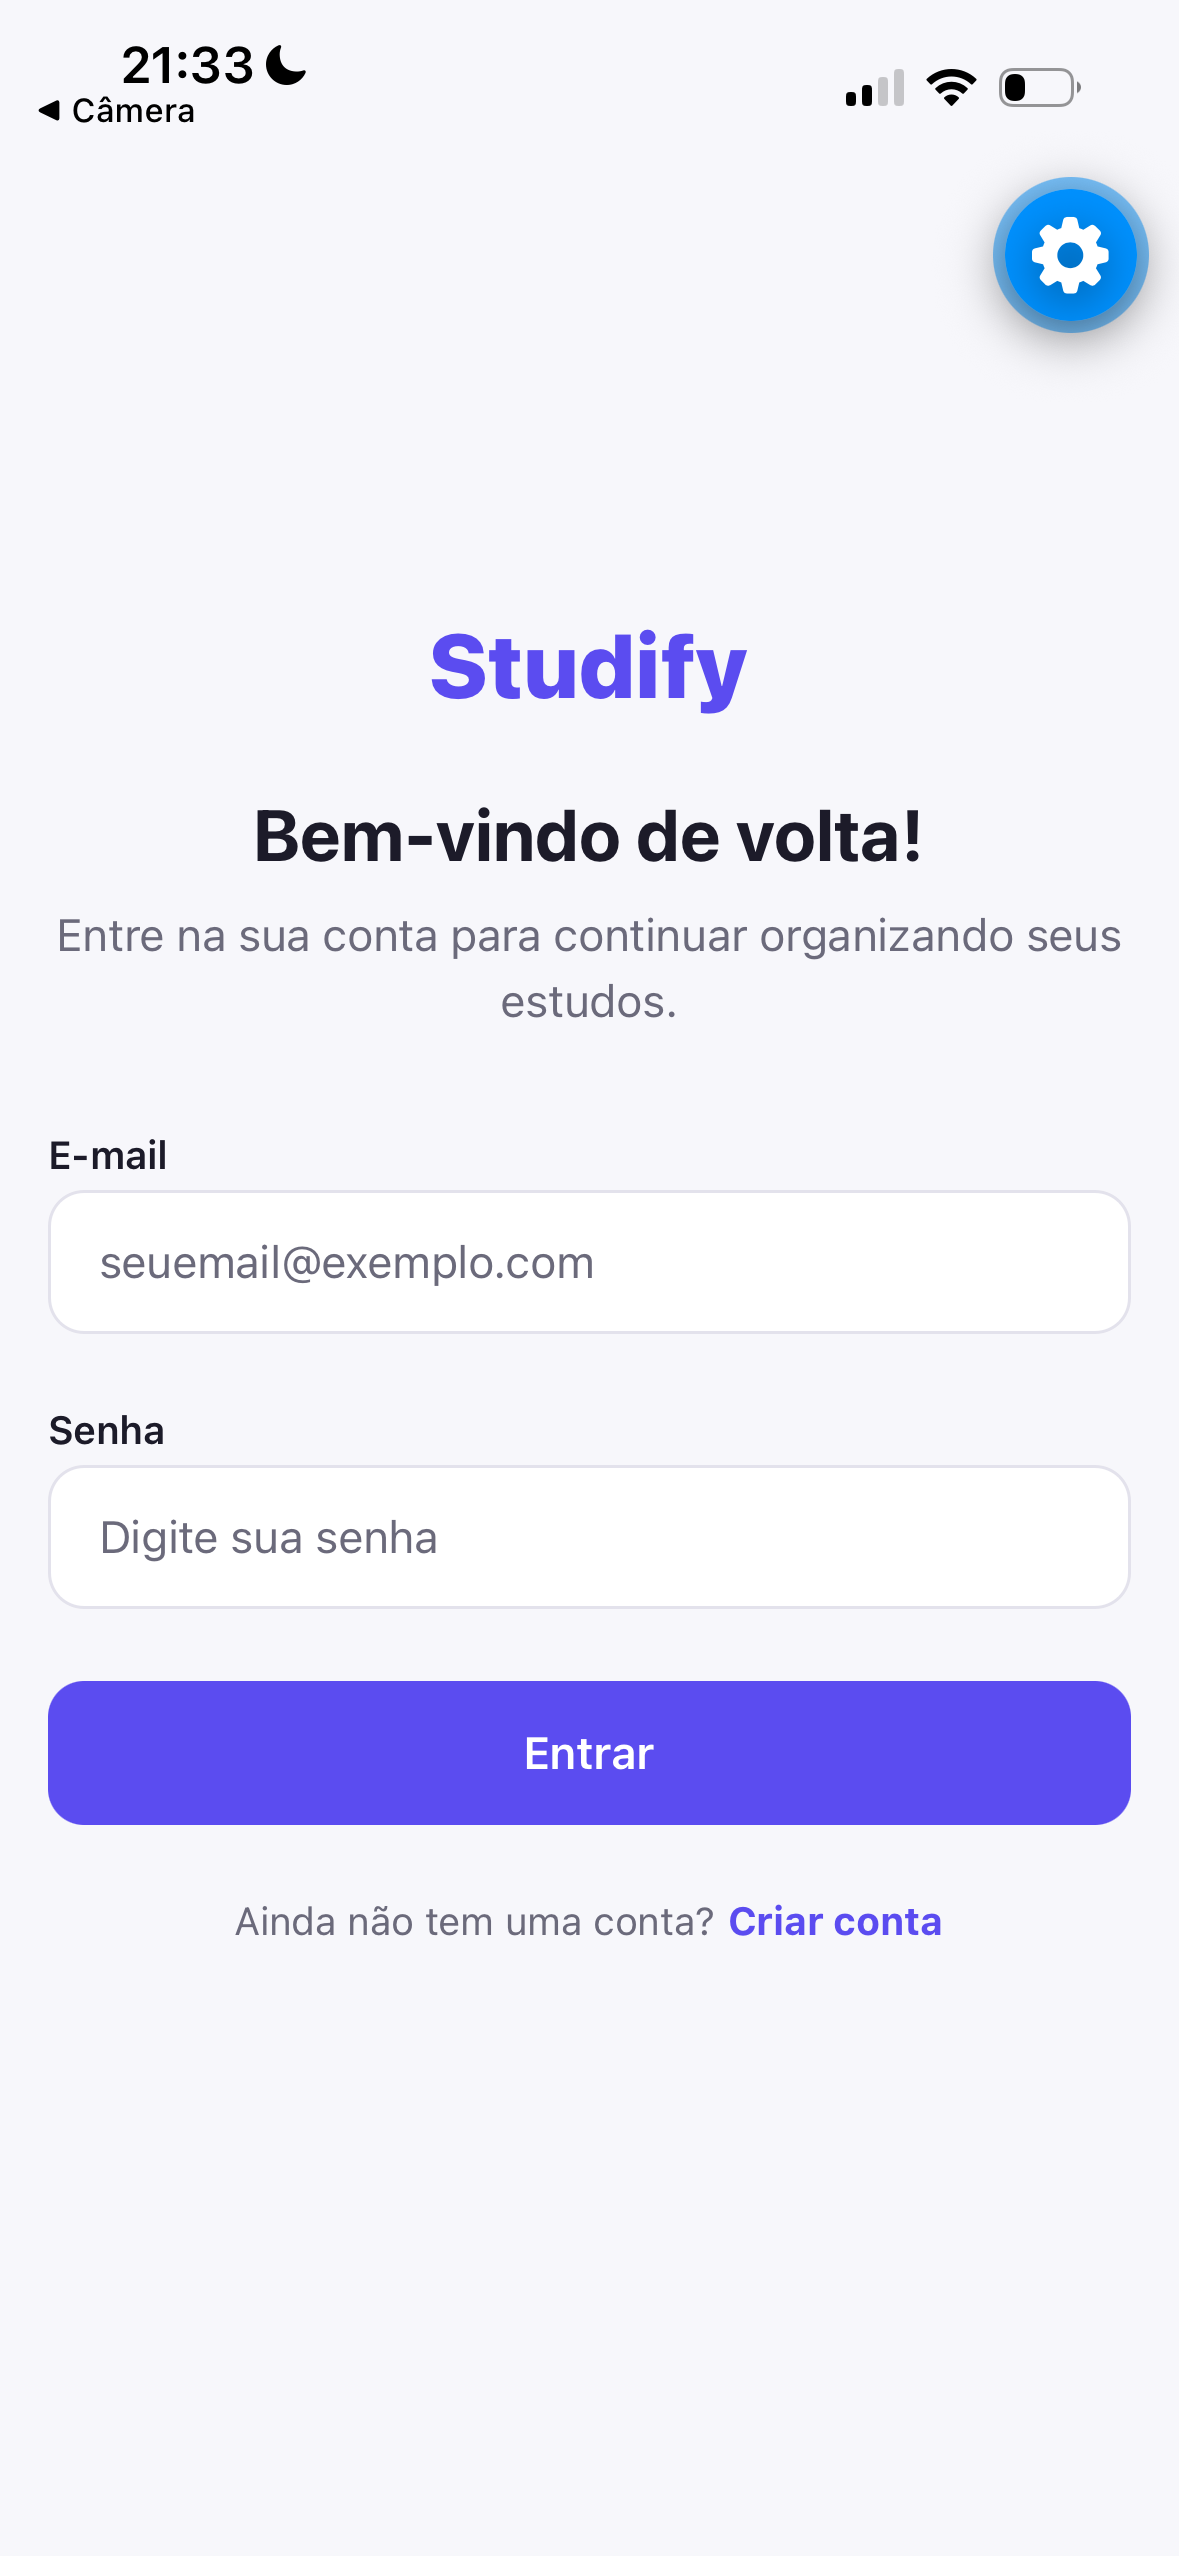 21:33
◀ Câmera
Studify
Bem-vindo de volta!
Entre na sua conta para continuar organizando seus
estudos.
E-mail
seuemail@exemplo.com
Senha
Digite sua senha
Entrar
Ainda não tem uma conta? Criar conta